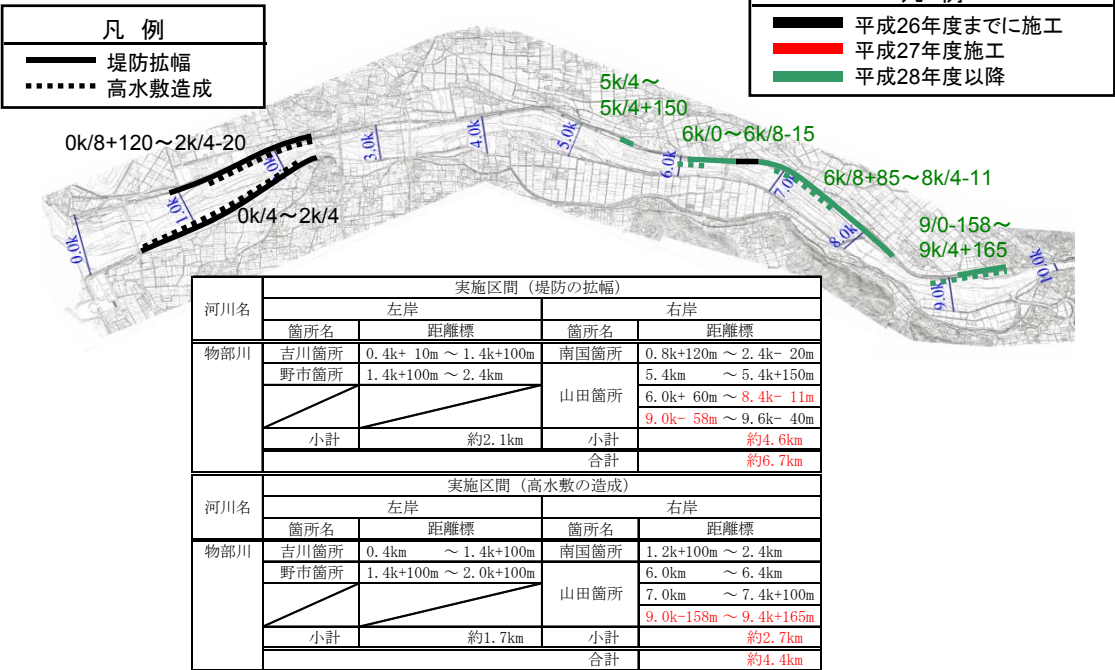 凡 例
堤防拡幅
高水敷造成
凡 例
平成26年度までに施工
平成27年度施工
平成28年度以降
0k/8+120～2k/4-20
0k/4～2k/4
5k/4～
5k/4+150
6k/0～6k/8-15
6k/8+85～8k/4-11
9/0-158～
9k/4+165
0.0k
1.0k
3.0k
4.0k
5.0k
6.0k
7.0k
8.0k
9.0k
10.0k
河川名 実施区間（堤防の拡幅）
左岸 右岸
箇所名 距離標 箇所名 距離標
物部川 吉川箇所 0.4k+ 10m ～ 1.4k+100m 南国箇所 0.8k+120m ～ 2.4k- 20m
野市箇所 1.4k+100m ～ 2.4km 山田箇所 5.4km ～ 5.4k+150m
6.0k+ 60m ～ 8.4k- 11m
9.0k- 58m ～ 9.6k- 40m
小計 約2.1km 小計 約4.6km
合計 約6.7km
河川名 実施区間（高水敷の造成）
左岸 右岸
箇所名 距離標 箇所名 距離標
物部川 吉川箇所 0.4km ～ 1.4k+100m 南国箇所 1.2k+100m ～ 2.4km
野市箇所 1.4k+100m ～ 2.0k+100m 山田箇所 6.0km ～ 6.4km
7.0km ～ 7.4k+100m
9.0k-158m ～ 9.4k+165m
小計 約1.7km 小計 約2.7km
合計 約4.4km